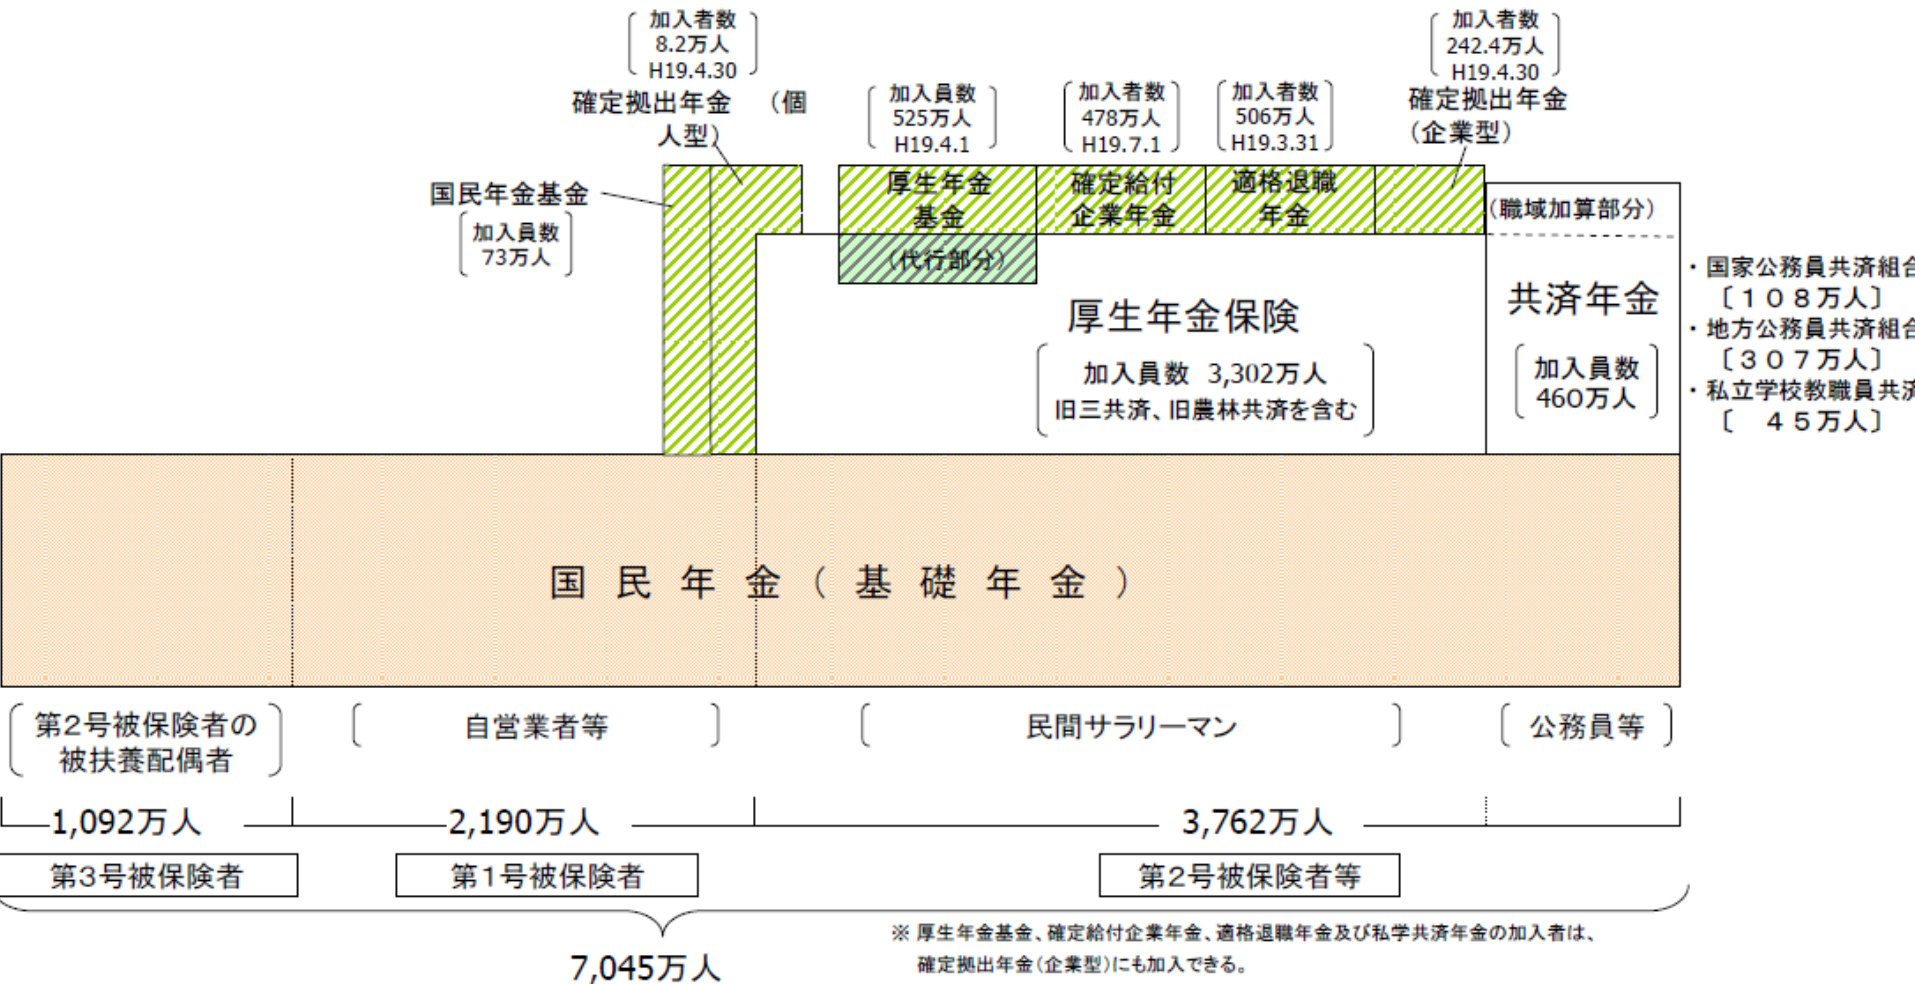 加入者数
8.2万人
H19.4.30
確定拠出年金 （個
人型）
加入員数
525万人
H19.4.1
加入者数
478万人
H19.7.1
加入者数
506万人
H19.3.31
加入者数
242.4万人
H19.4.30
確定拠出年金
（企業型）
国民年金基金
加入員数
73万人
厚生年金
基金
（代行部分）
確定給付
企業年金
適格退職
年金
（職域加算部分）
厚生年金保険
加入員数 3,302万人
旧三共済、旧農林共済を含む
共済年金
加入員数
460万人
・国家公務員共済組合
〔１０８万人〕
・地方公務員共済組合
〔３０７万人〕
・私立学校教職員共済
〔 ４５万人〕
国民年金（基礎年金）
第2号被保険者の
被扶養配偶者
自営業者等
民間サラリーマン
公務員等
1,092万人
2,190万人
3,762万人
第3号被保険者
第1号被保険者
第2号被保険者等
7,045万人
※ 厚生年金基金、確定給付企業年金、適格退職年金及び私学共済年金の加入者は、
確定拠出年金（企業型）にも加入できる。